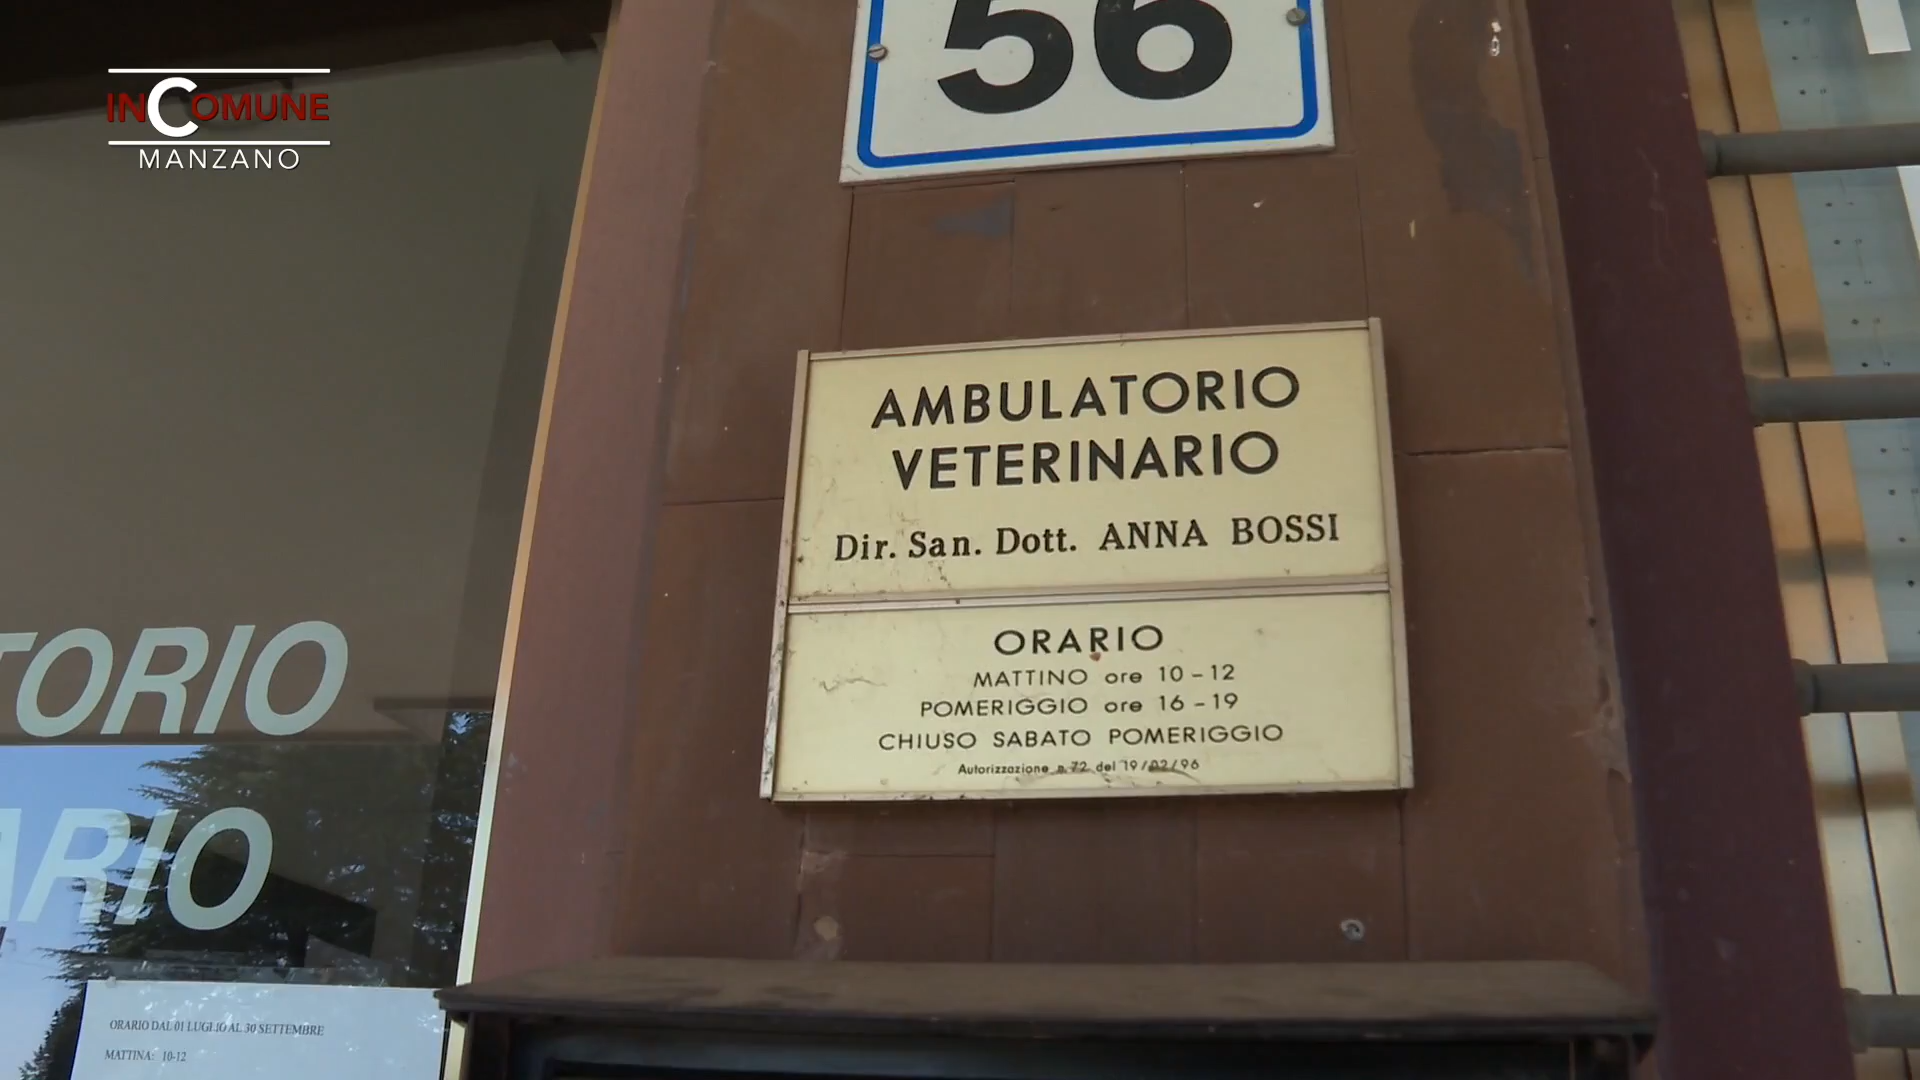 INCOMUNE
MANZANO
56
AMBULATORIO
VETERINARIO
Dir. San. Dott. ANNA BOSSI
ORARIO
MATTINO ore 10-12
POMERIGGIO ore 16-19
CHIUSO SABATO POMERIGGIO
Autorizzazione n.72 del 19/02/96
TORIO
ARIO
ORARIO DAL 01 LUGLIO AL 30 SETTEMBRE
MATTINA: 10-12